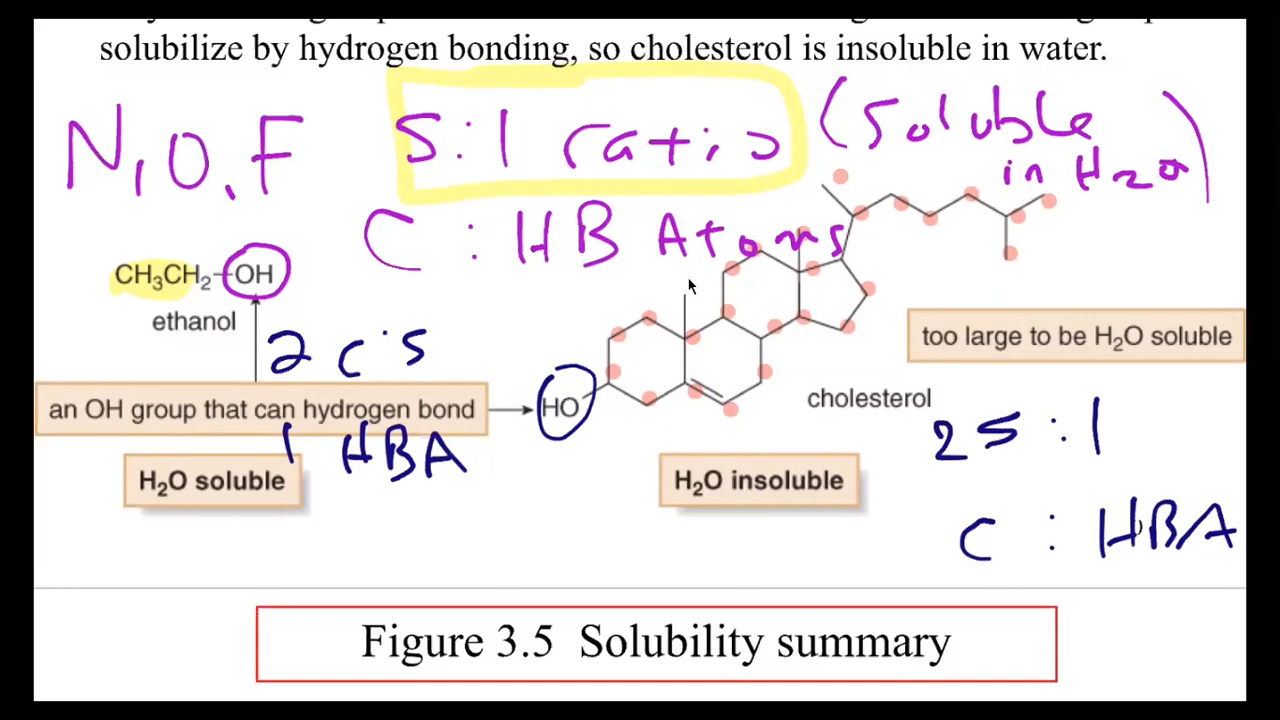 solubilize by hydrogen bonding, so cholesterol is insoluble in water.
N, O, F 5:1 ratio (Soluble in H2O)
C : HB Atoms
CH3CH2-OH
ethanol
2 C's
an OH group that can hydrogen bond
1 HBA
H2O soluble
HO
cholesterol
too large to be H2O soluble
H2O insoluble
25 : 1
C : HBA
Figure 3.5 Solubility summary